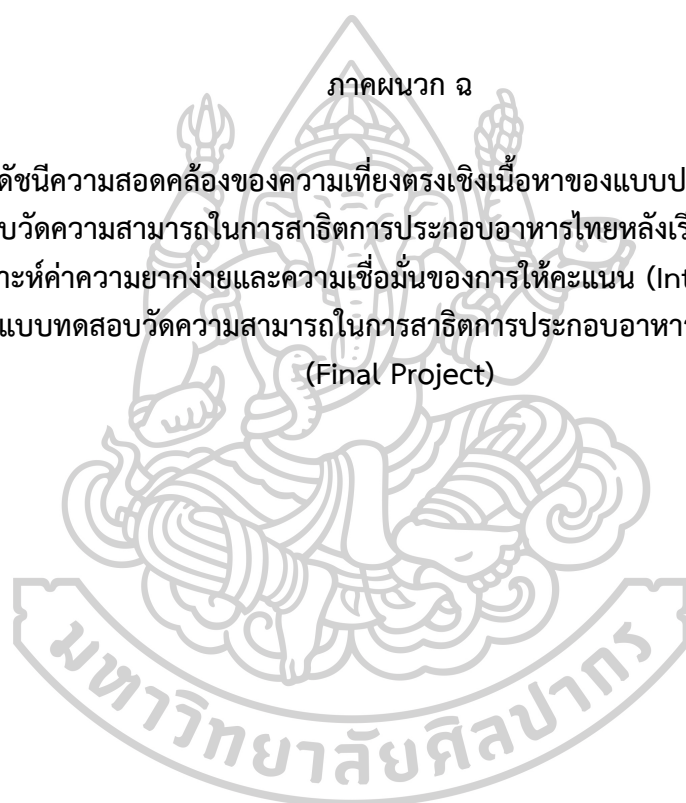 ภาคผนวก ฉ
ดัชนีความสอดคล้องของความเที่ยงตรงเชิงเนื้อหาของแบบป
บวัดความสามารถในการสาธิตการประกอบอาหารไทยหลังเรี
าะห์ค่าความยากง่ายและความเชื่อมั่นของการให้คะแนน (Int
แบบทดสอบวัดความสามารถในการสาธิตการประกอบอาหาร
(Final Project)
มหาวิทยาลัยศิลปากร